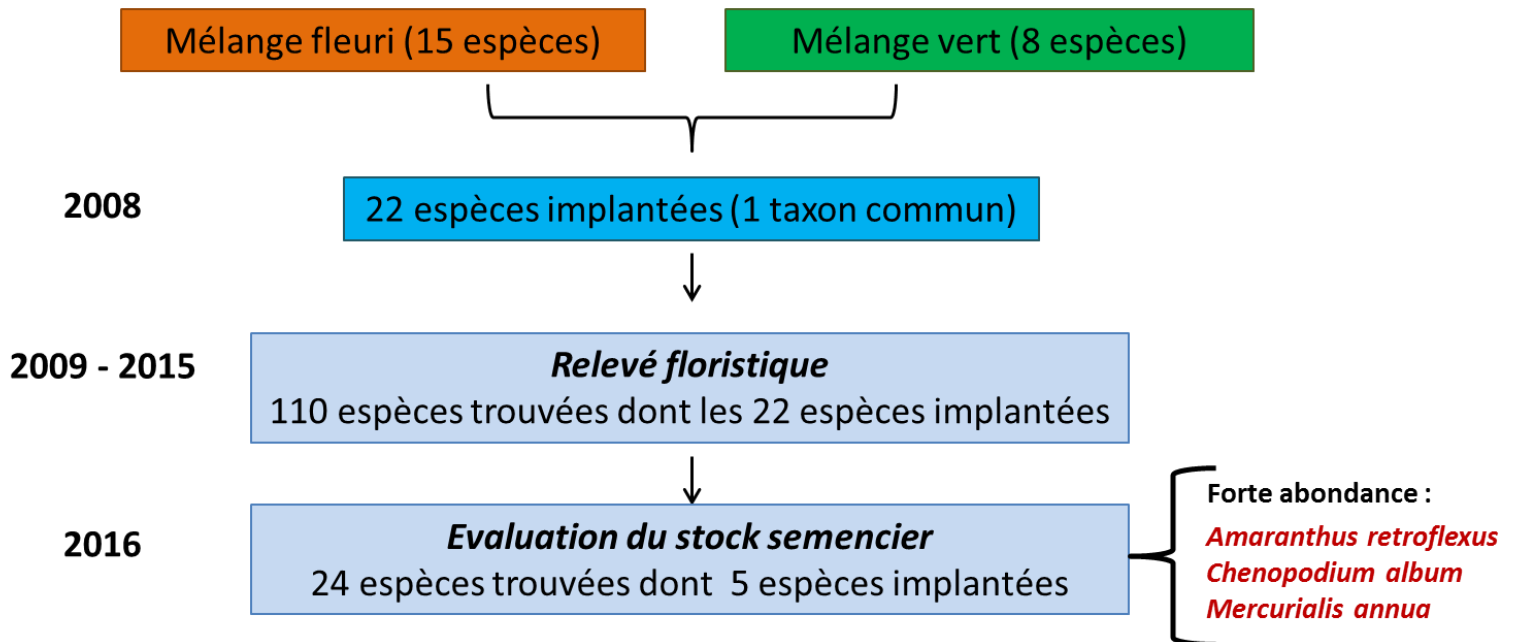 Mélange fleuri (15 espèces)
Mélange vert (8 espèces)
2008
22 espèces implantées (1 taxon commun)
2009 - 2015
Relevé floristique
110 espèces trouvées dont les 22 espèces implantées
2016
Evaluation du stock semencier
24 espèces trouvées dont 5 espèces implantées
Forte abondance :
Amaranthus retroflexus
Chenopodium album
Mercurialis annua